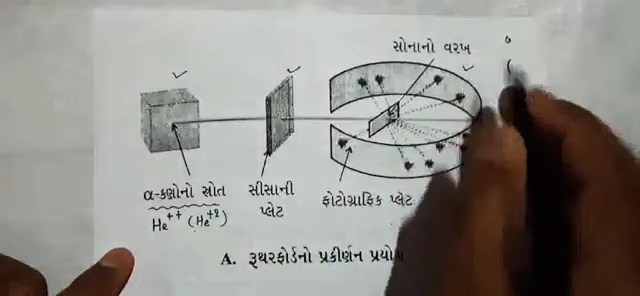 સોનાનો વરખ
α-કણોનો સ્રોત
He⁺⁺ (He⁺²)
સીસાની
પ્લેટ
ફોટોગ્રાફિક પ્લેટ
A. રૂથરફોર્ડનો પ્રકીર્ણન